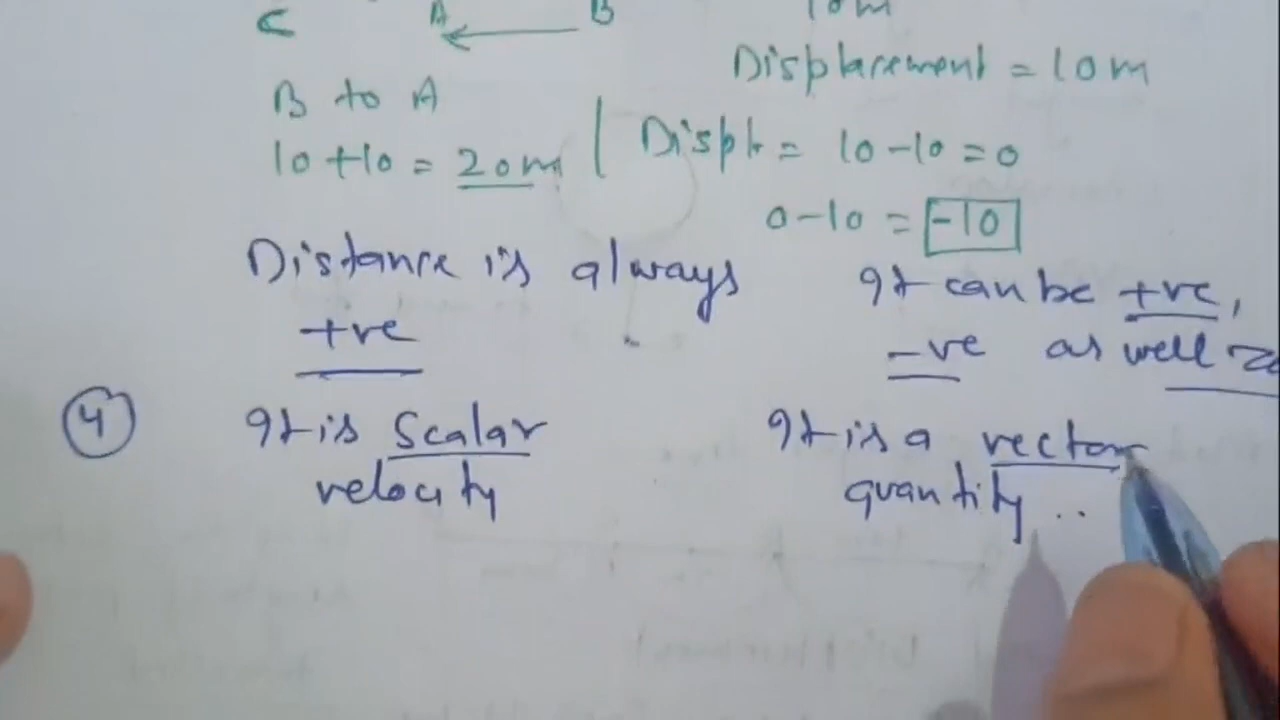 C A B 10m
Displacement = 10m
B to A
10 + 10 = 20m | Displ. = 10 - 10 = 0
0 - 10 = -10
Distance is always
+ve
It can be +ve,
-ve as well
4 It is Scalar
velocity
It is a vector
quantity..